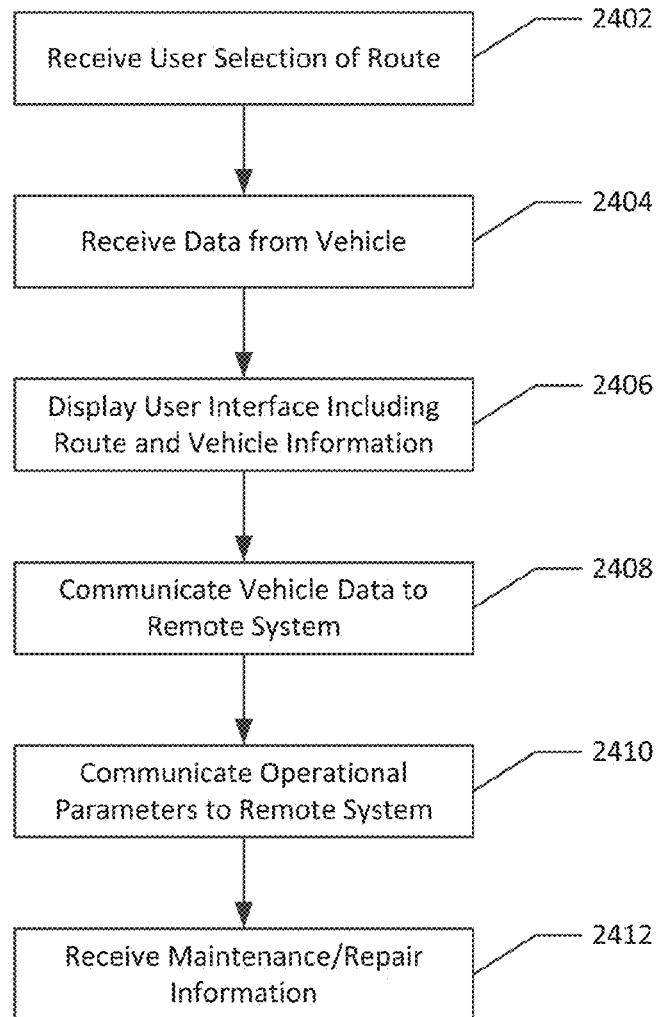 2402
Receive User Selection of Route
2404
Receive Data from Vehicle
2406
Display User Interface Including
Route and Vehicle Information
2408
Communicate Vehicle Data to
Remote System
2410
Communicate Operational
Parameters to Remote System
2412
Receive Maintenance/Repair
Information